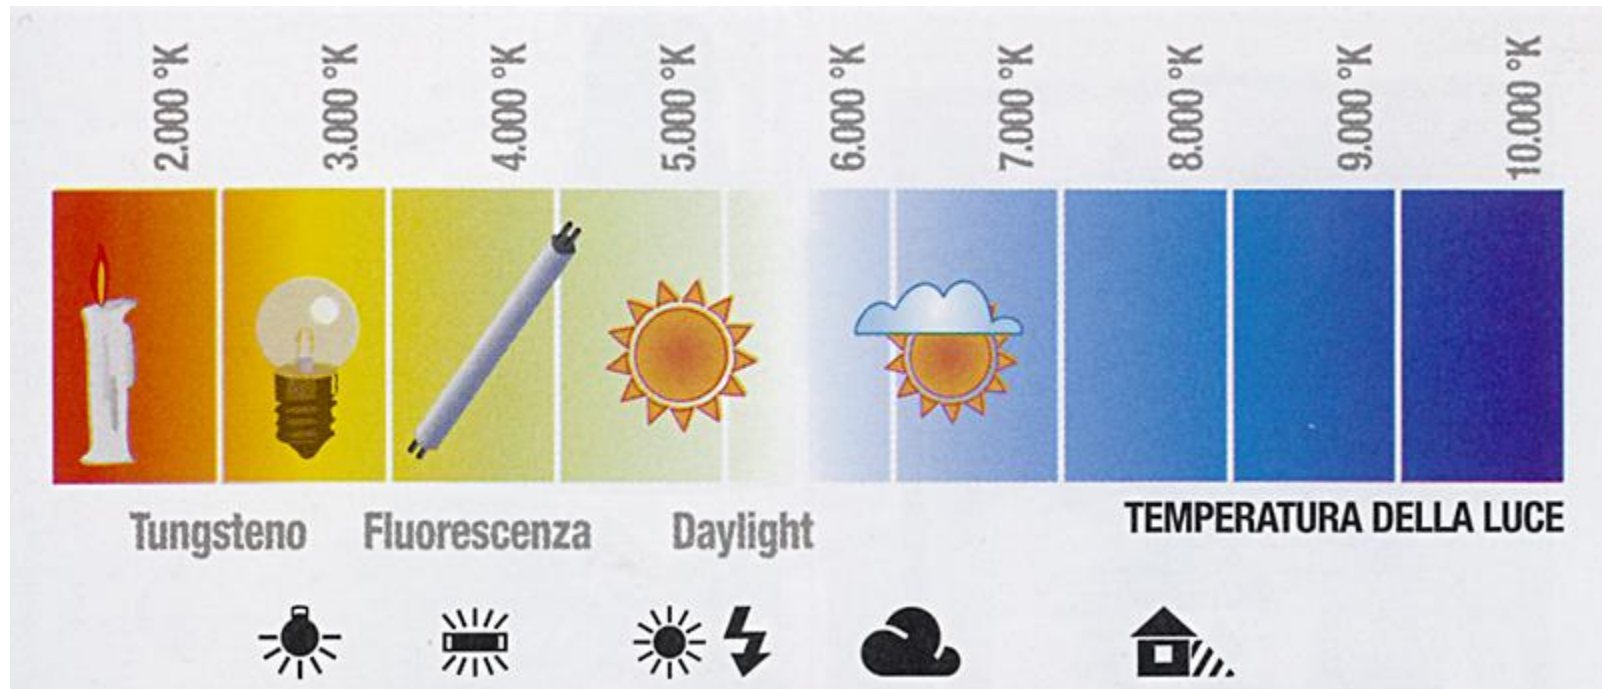 2.000 °K
3.000 °K
4.000 °K
5.000 °K
6.000 °K
7.000 °K
8.000 °K
9.000 °K
10.000 °K
Tungsteno
Fluorescenza
Daylight
TEMPERATURA DELLA LUCE